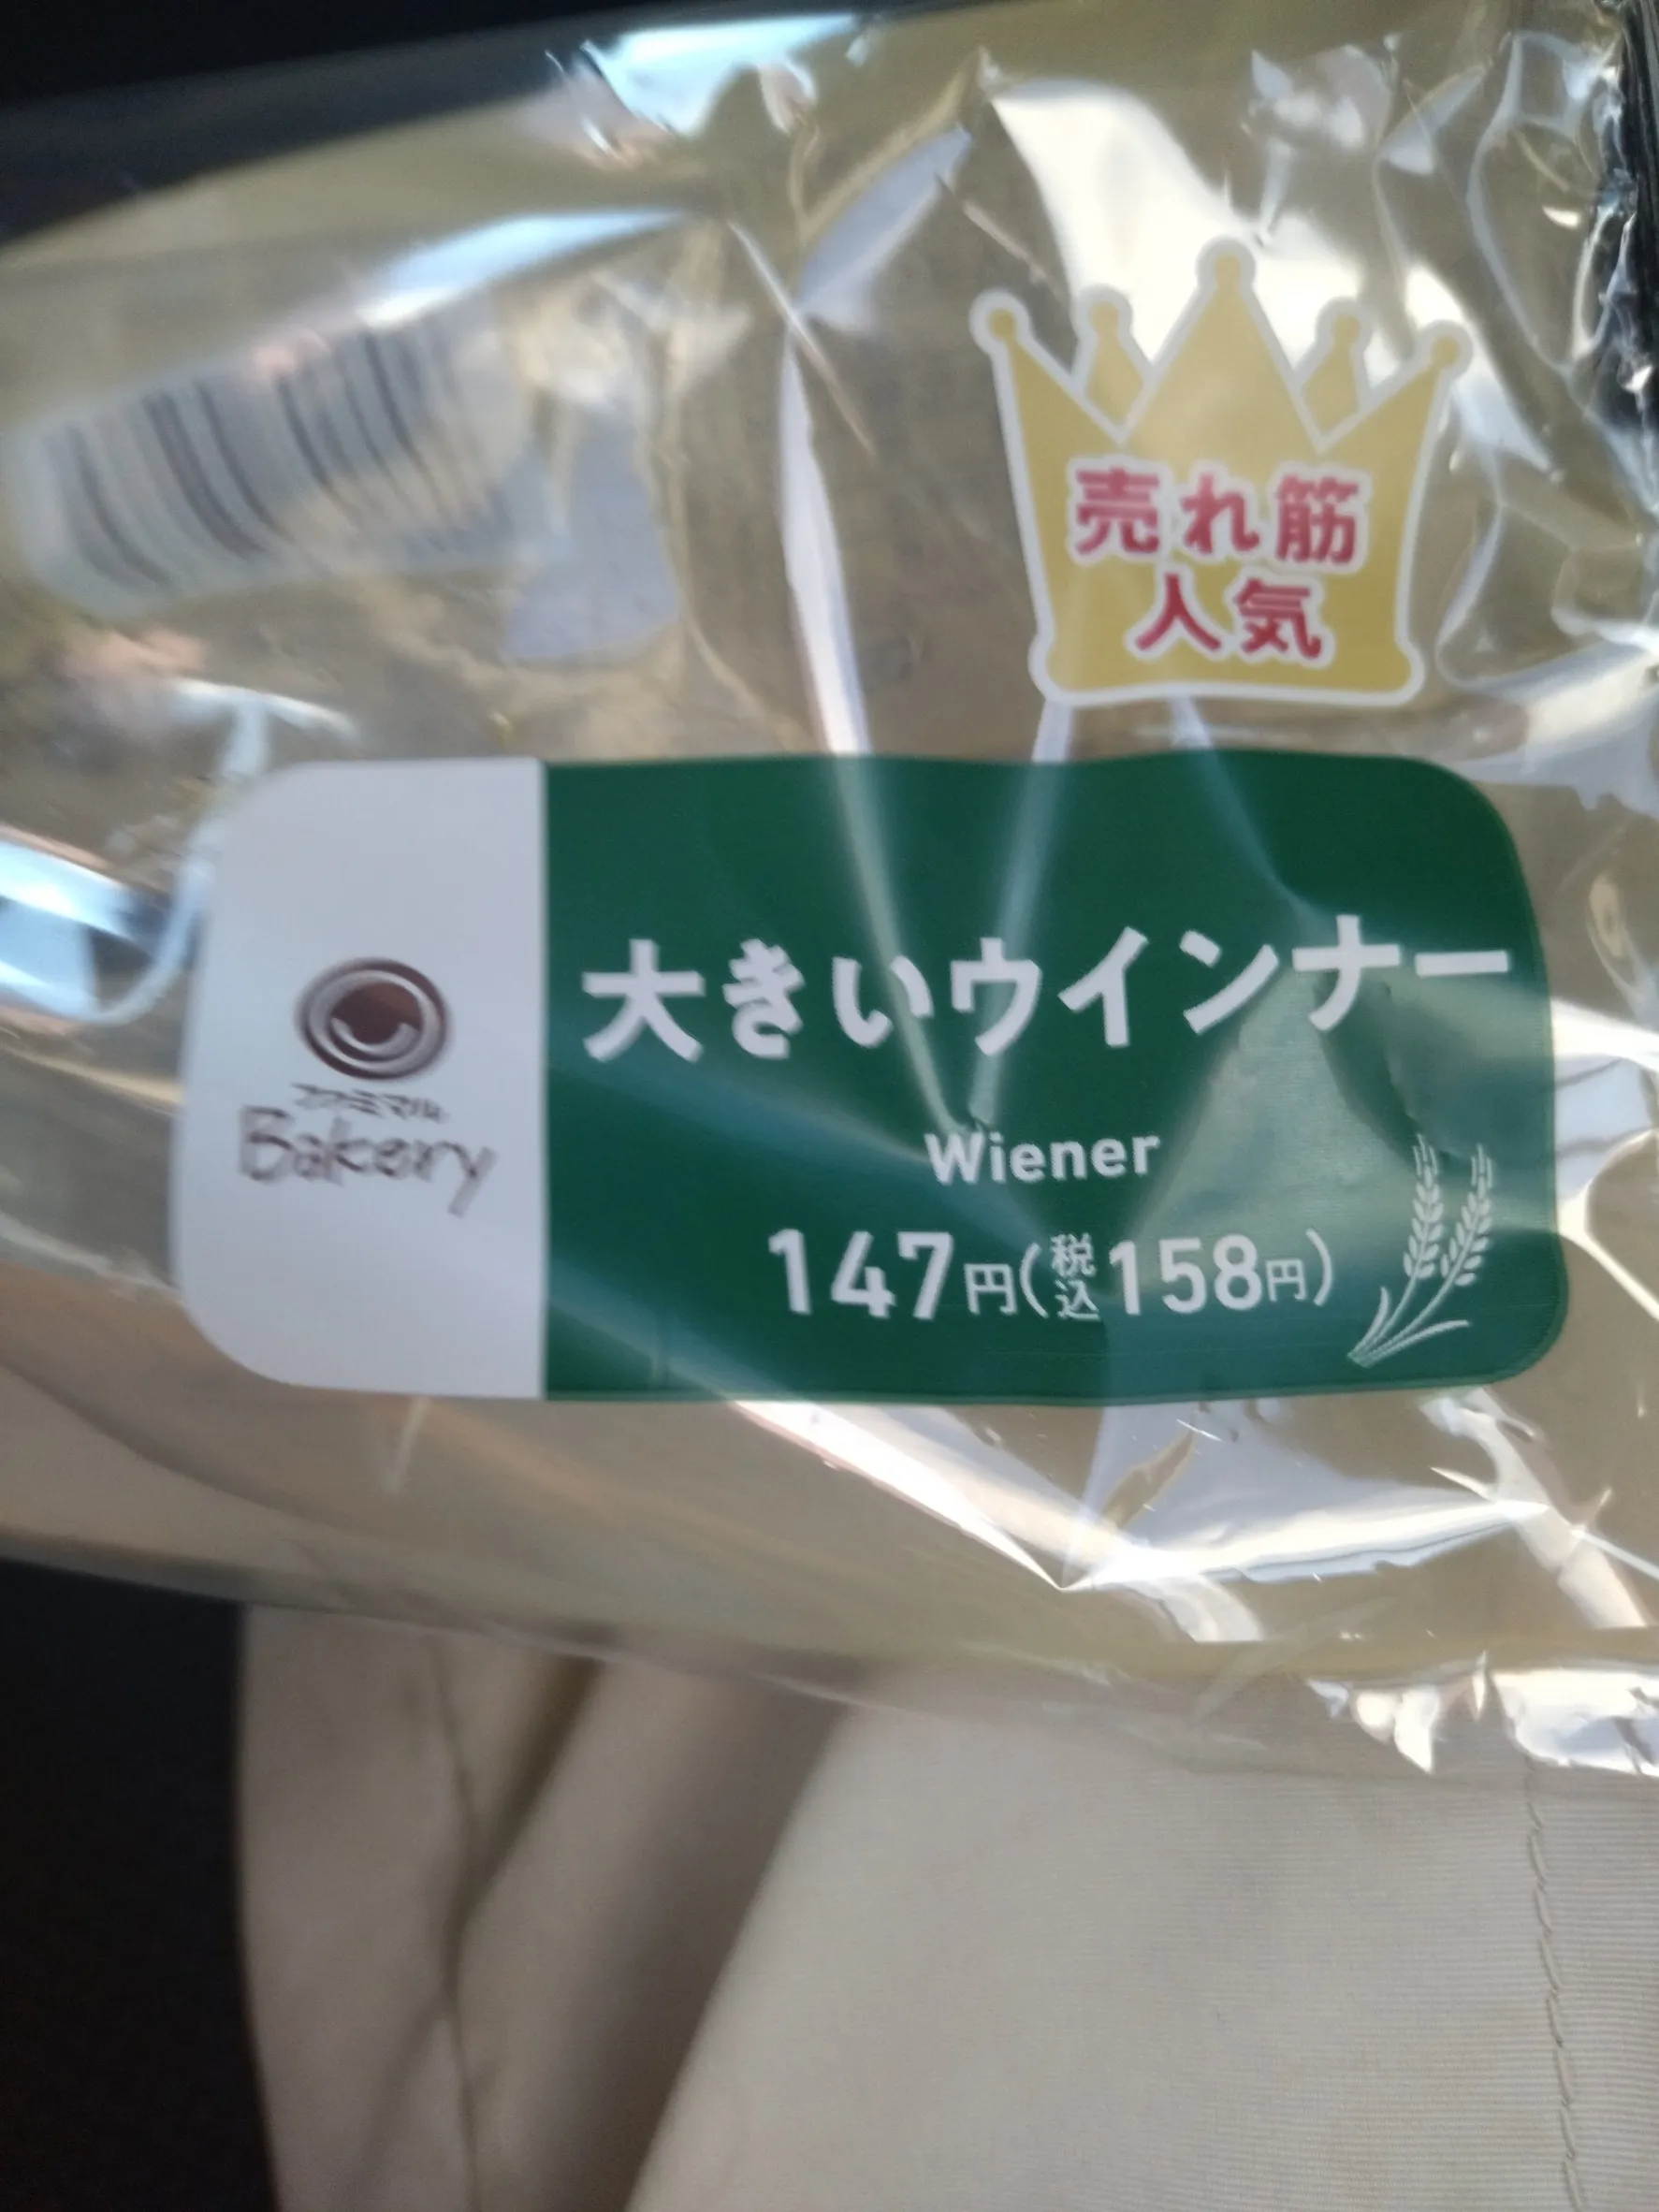 売れ筋
人気
大きいウインナー
ファミマル
Bakery
Wiener
147円(税込158円)